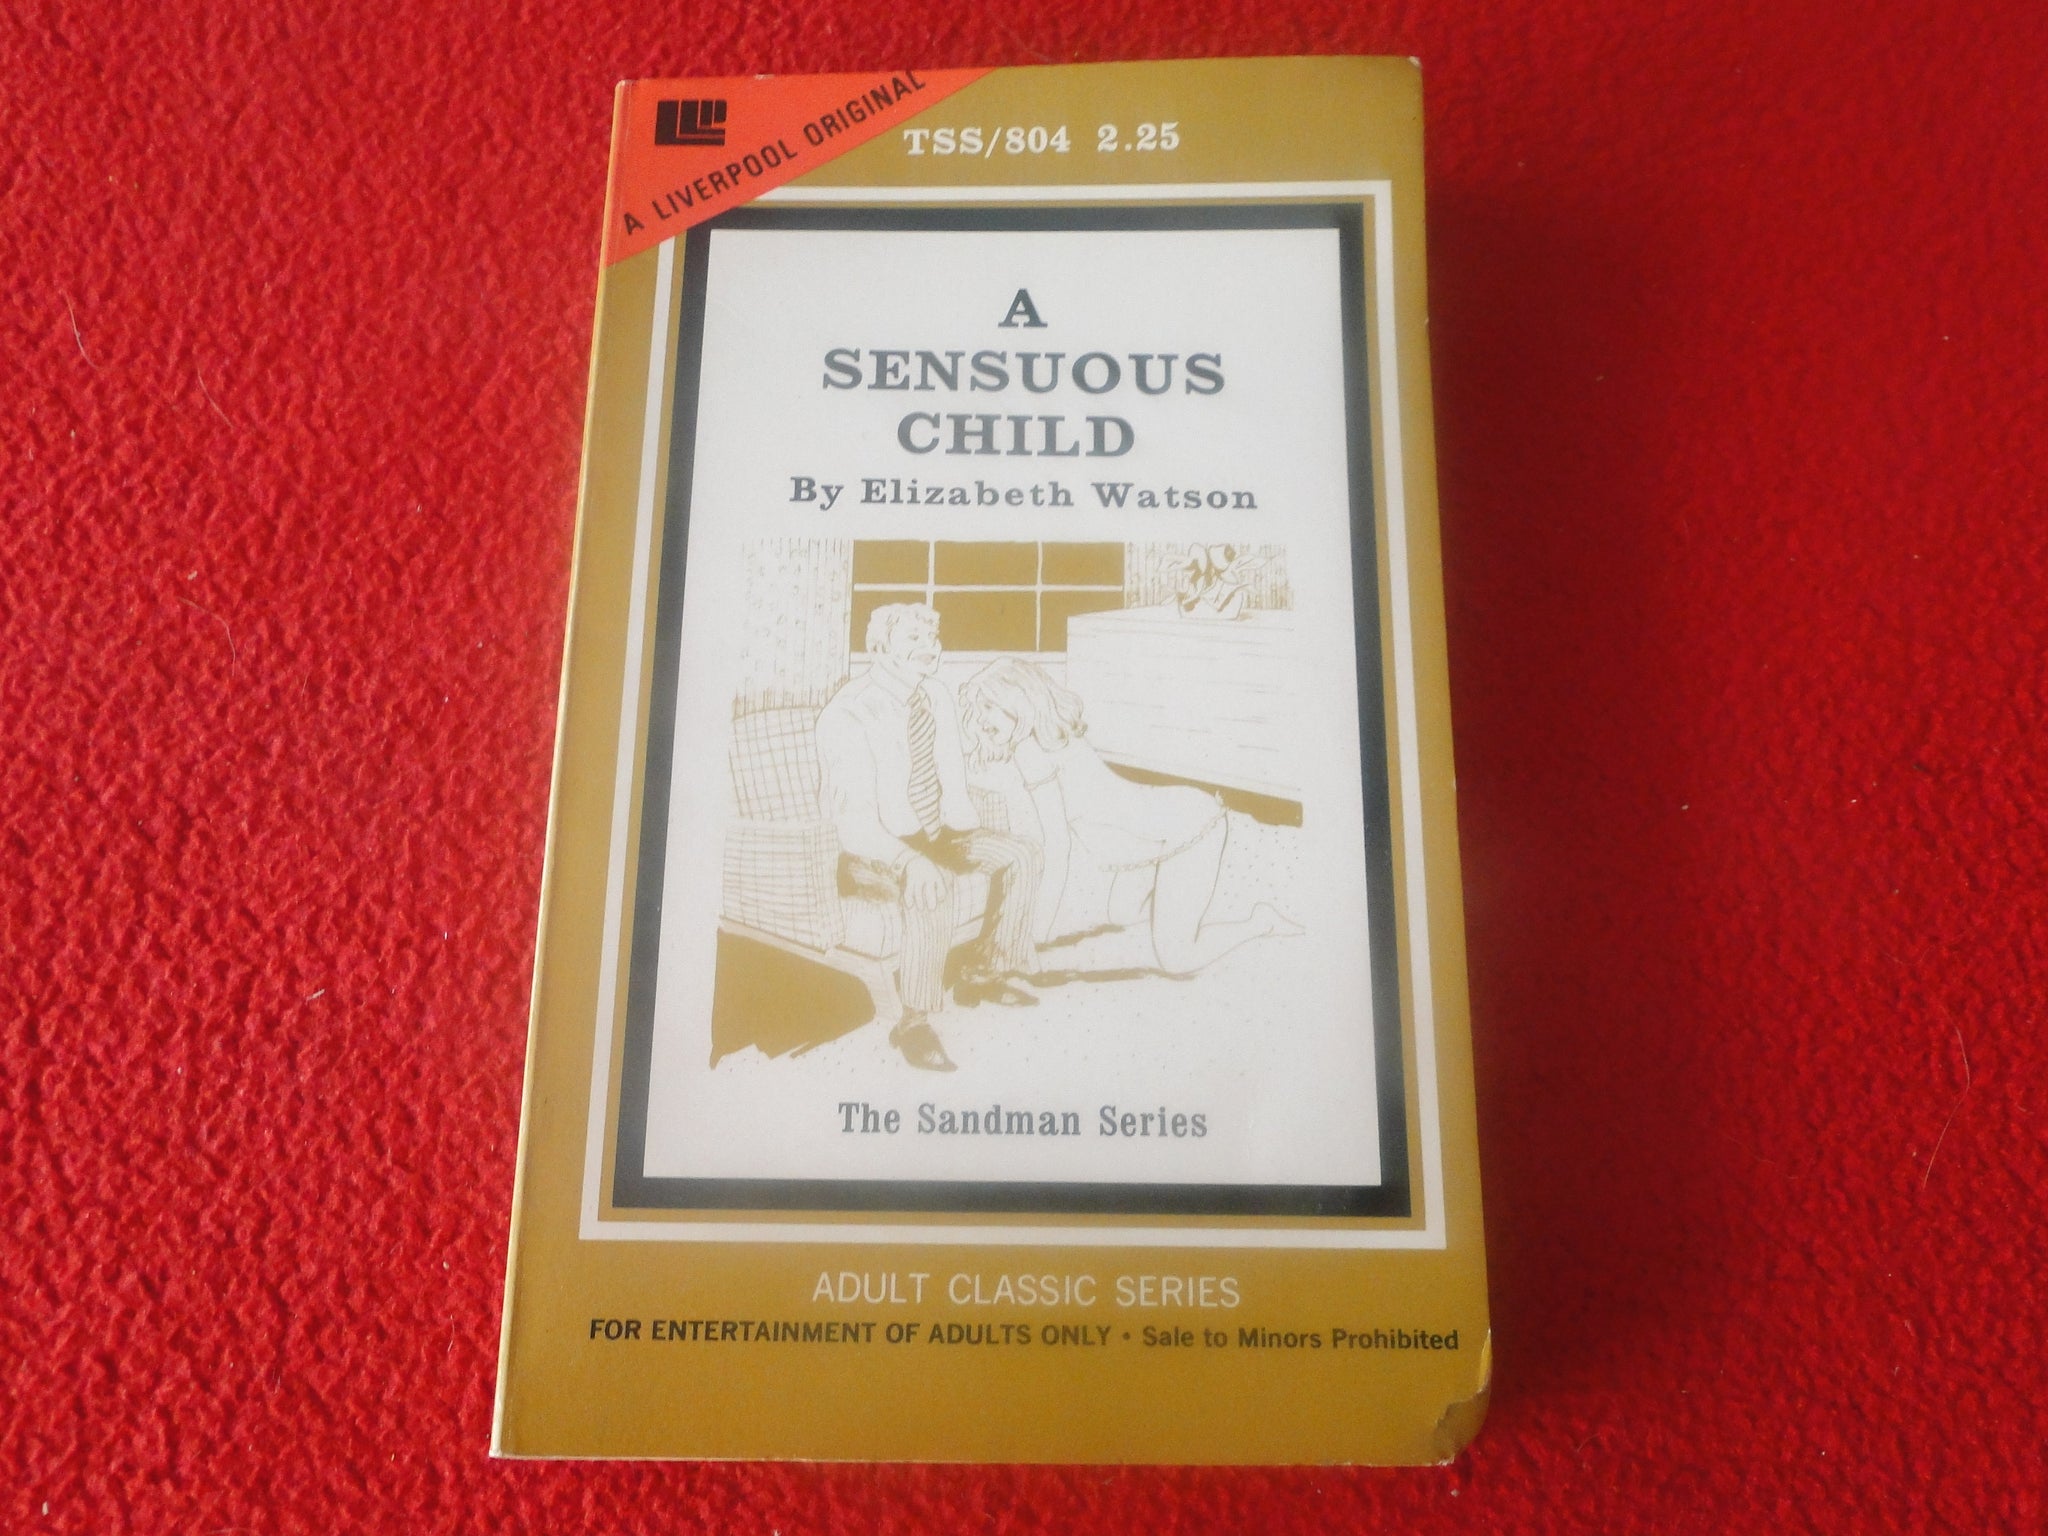 A LIVERPOOL ORIGINAL
TSS/804 2.25
A
SENSUOUS
CHILD
By Elizabeth Watson
The Sandman Series
ADULT CLASSIC SERIES
FOR ENTERTAINMENT OF ADULTS ONLY • Sale to Minors Prohibited